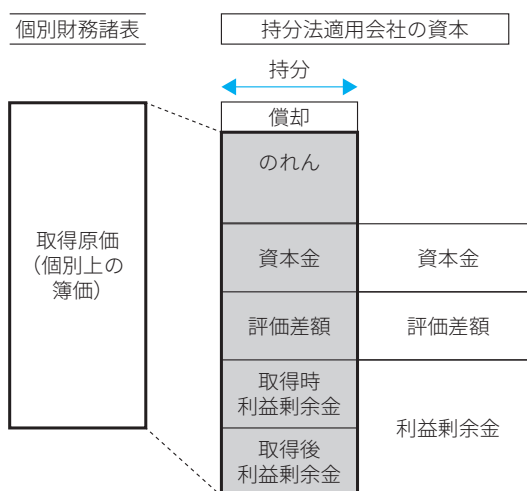 個別財務諸表
持分法適用会社の資本
持分
償却
のれん
取得原価
(個別上の
簿価)
資本金
資本金
評価差額
評価差額
取得時
利益剰余金
利益剰余金
取得後
利益剰余金